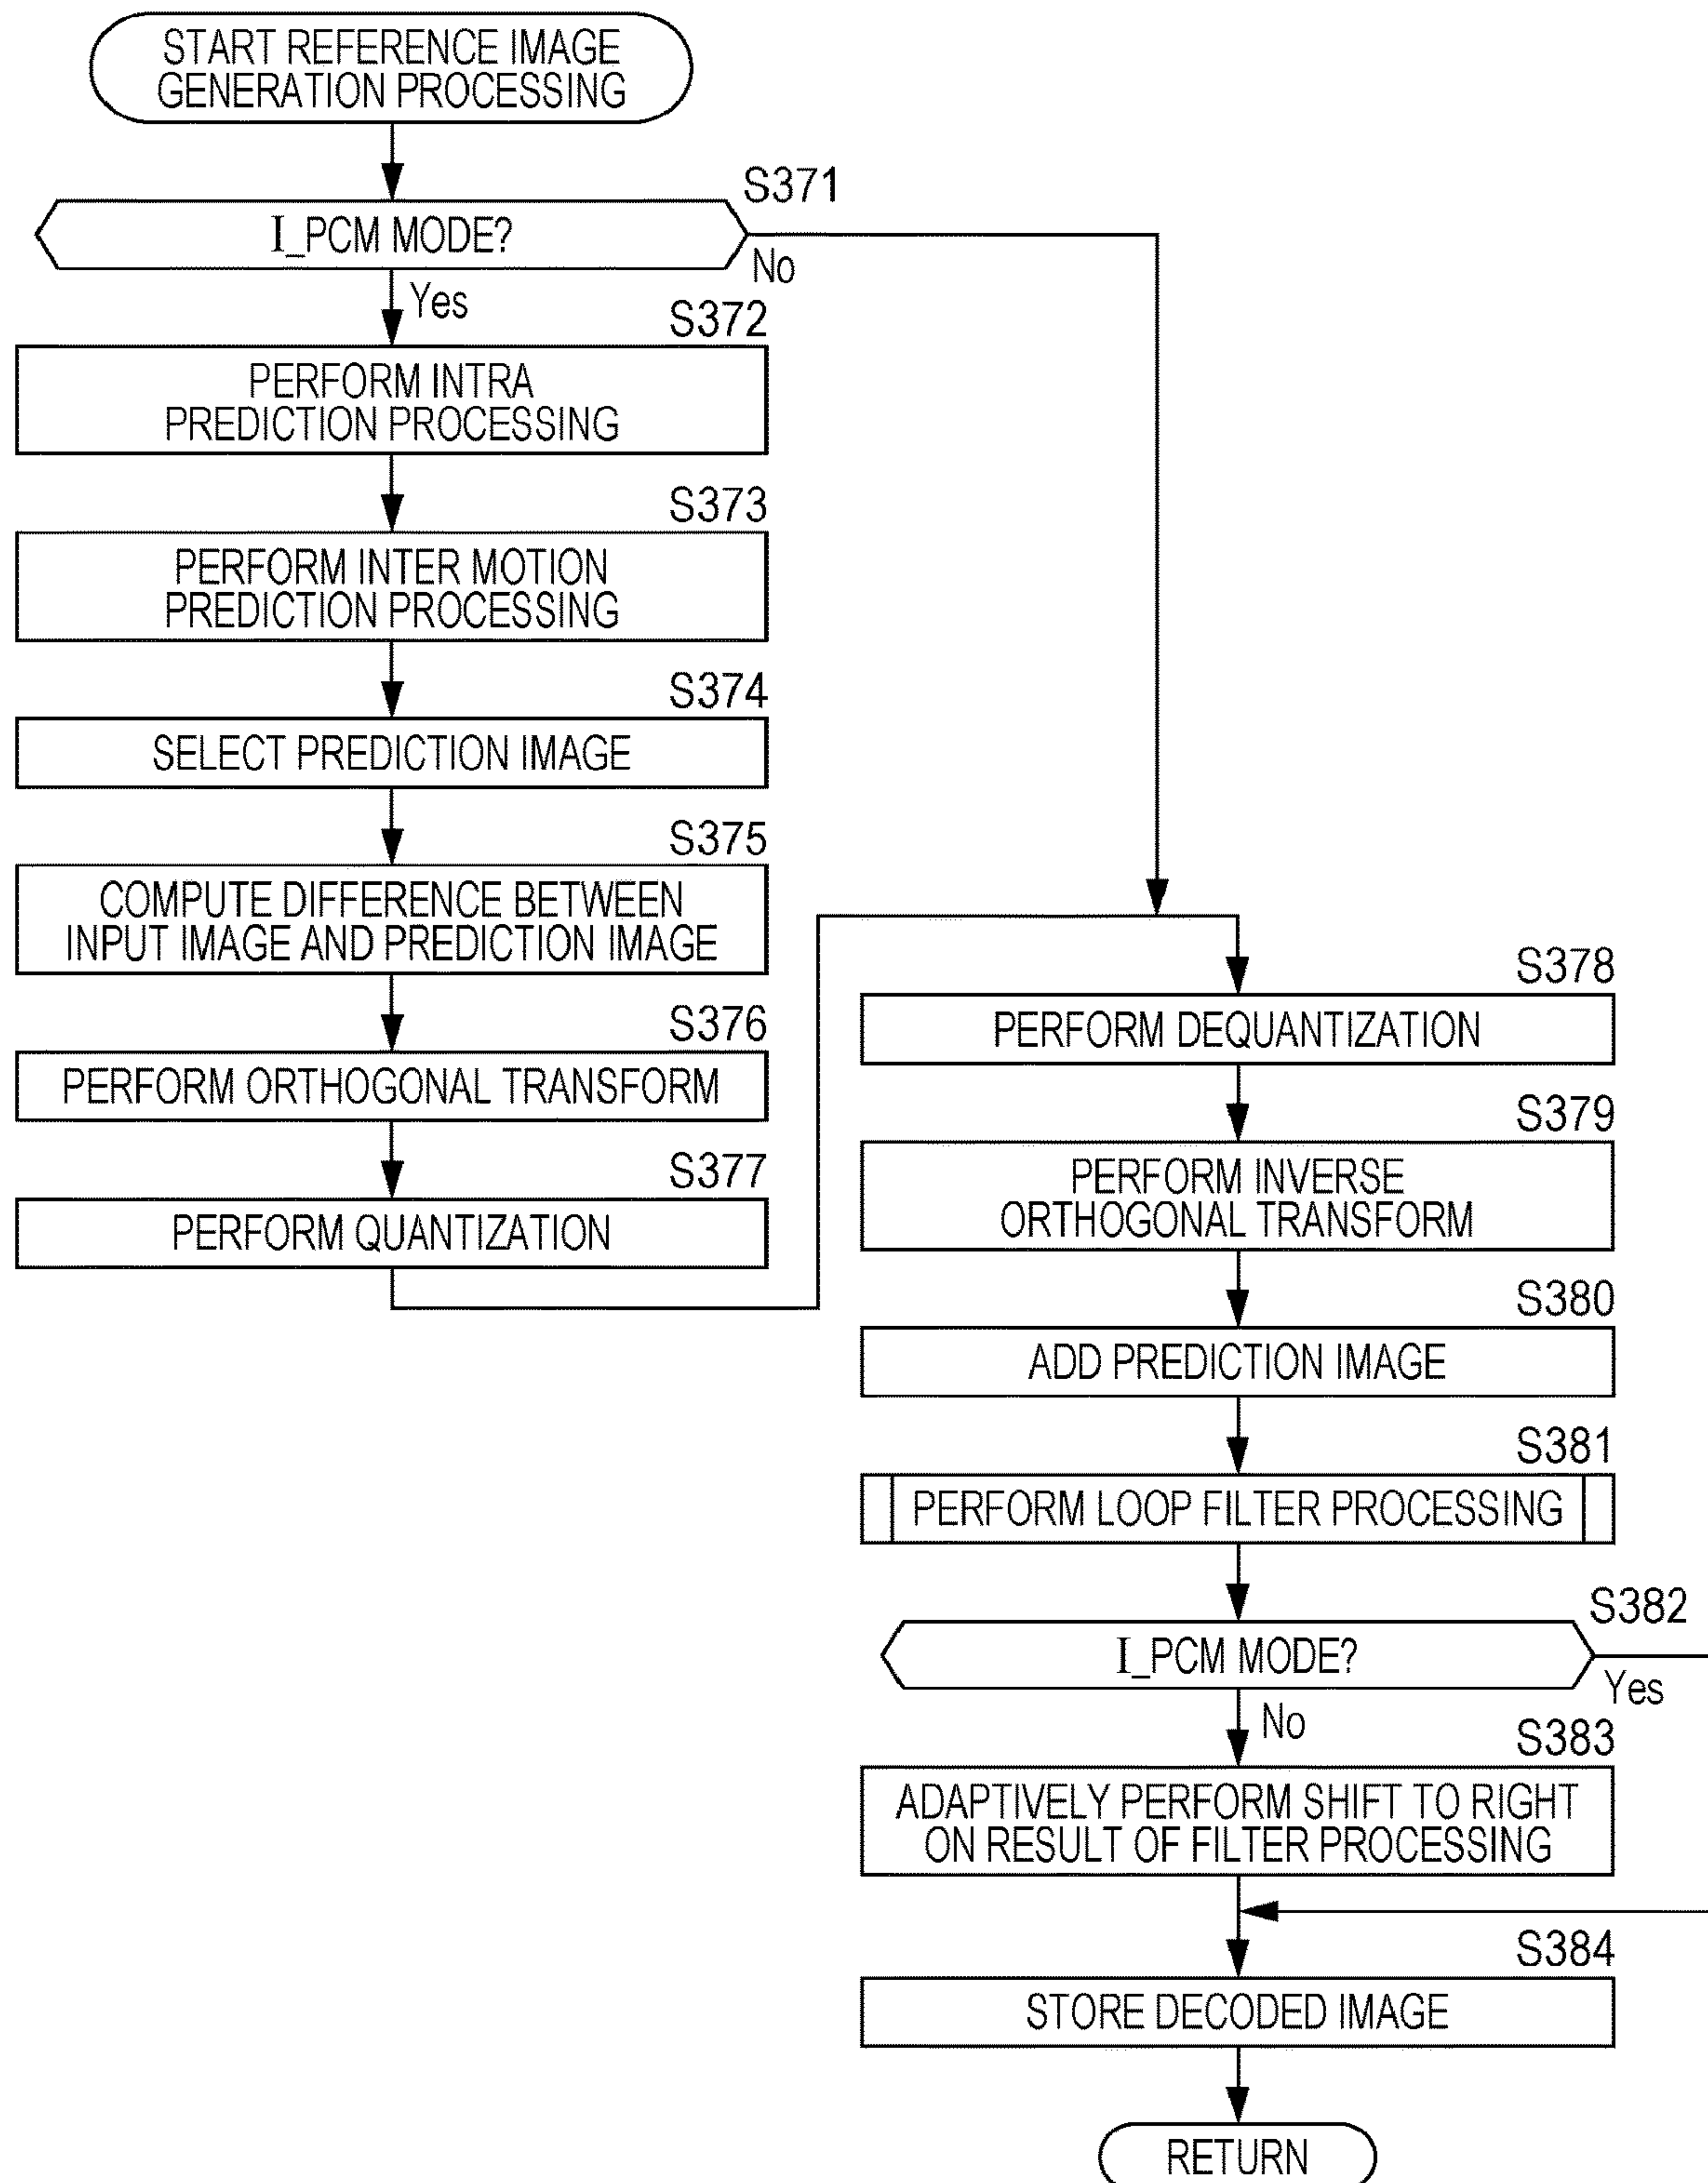 START REFERENCE IMAGE
GENERATION PROCESSING
S371
I_PCM MODE?
No
Yes
S372
PERFORM INTRA
PREDICTION PROCESSING
S373
PERFORM INTER MOTION
PREDICTION PROCESSING
S374
SELECT PREDICTION IMAGE
S375
COMPUTE DIFFERENCE BETWEEN
INPUT IMAGE AND PREDICTION IMAGE
S376
PERFORM ORTHOGONAL TRANSFORM
S377
PERFORM QUANTIZATION
S378
PERFORM DEQUANTIZATION
S379
PERFORM INVERSE
ORTHOGONAL TRANSFORM
S380
ADD PREDICTION IMAGE
S381
PERFORM LOOP FILTER PROCESSING
S382
I_PCM MODE?
Yes
No
S383
ADAPTIVELY PERFORM SHIFT TO RIGHT
ON RESULT OF FILTER PROCESSING
S384
STORE DECODED IMAGE
RETURN